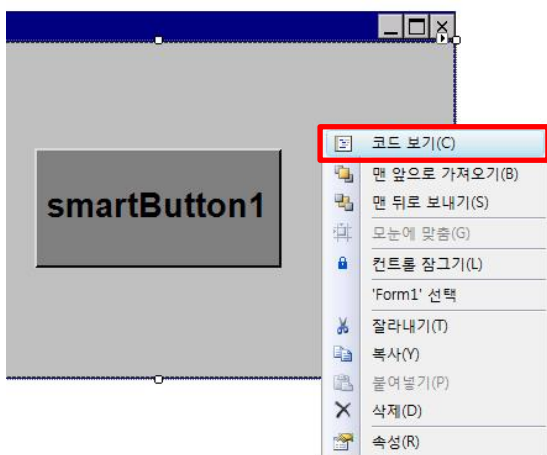 smartButton1
코드 보기(C)
맨 앞으로 가져오기(B)
맨 뒤로 보내기(S)
모눈에 맞춤(G)
컨트롤 잠그기(L)
'Form1' 선택
잘라내기(T)
복사(Y)
붙여넣기(P)
삭제(D)
속성(R)